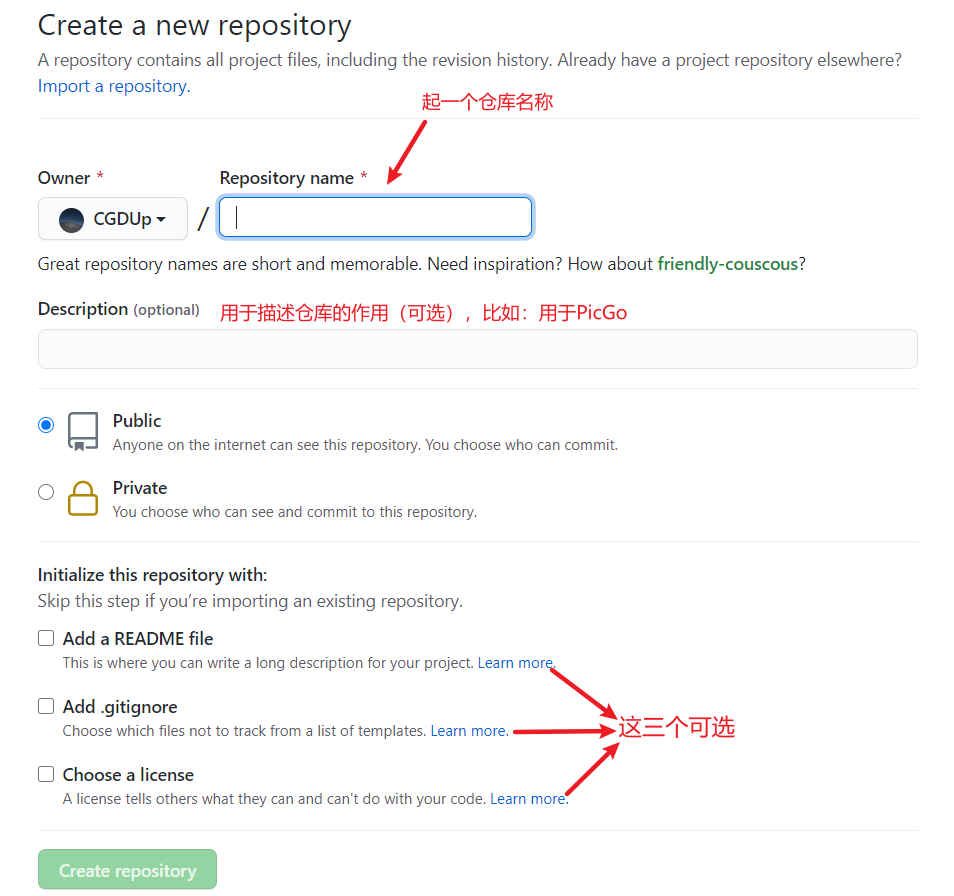 Create a new repository
A repository contains all project files, including the revision history. Already have a project repository elsewhere?
Import a repository.
起一个仓库名称
Owner *
Repository name *
CGDUp
/
Great repository names are short and memorable. Need inspiration? How about friendly-couscous?
Description (optional)
用于描述仓库的作用（可选），比如：用于PicGo
Public
Anyone on the internet can see this repository. You choose who can commit.
Private
You choose who can see and commit to this repository.
Initialize this repository with:
Skip this step if you’re importing an existing repository.
Add a README file
This is where you can write a long description for your project. Learn more.
Add .gitignore
Choose which files not to track from a list of templates. Learn more.
这三个可选
Choose a license
A license tells others what they can and can't do with your code. Learn more.
Create repository